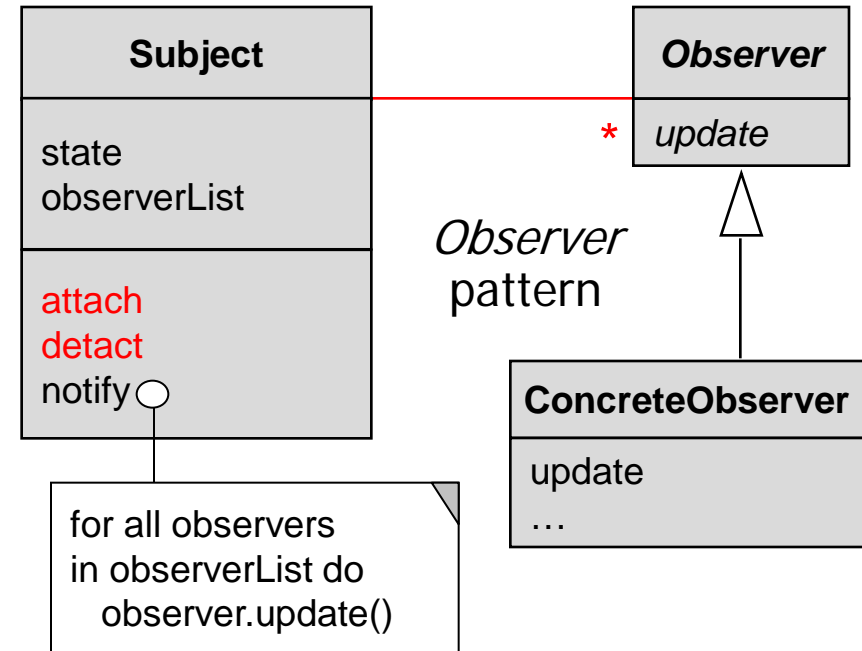 Subject
state
observerList
attach
detact
notify
for all observers
in observerList do
observer.update()
Observer
*
update
Observer
pattern
ConcreteObserver
update
…